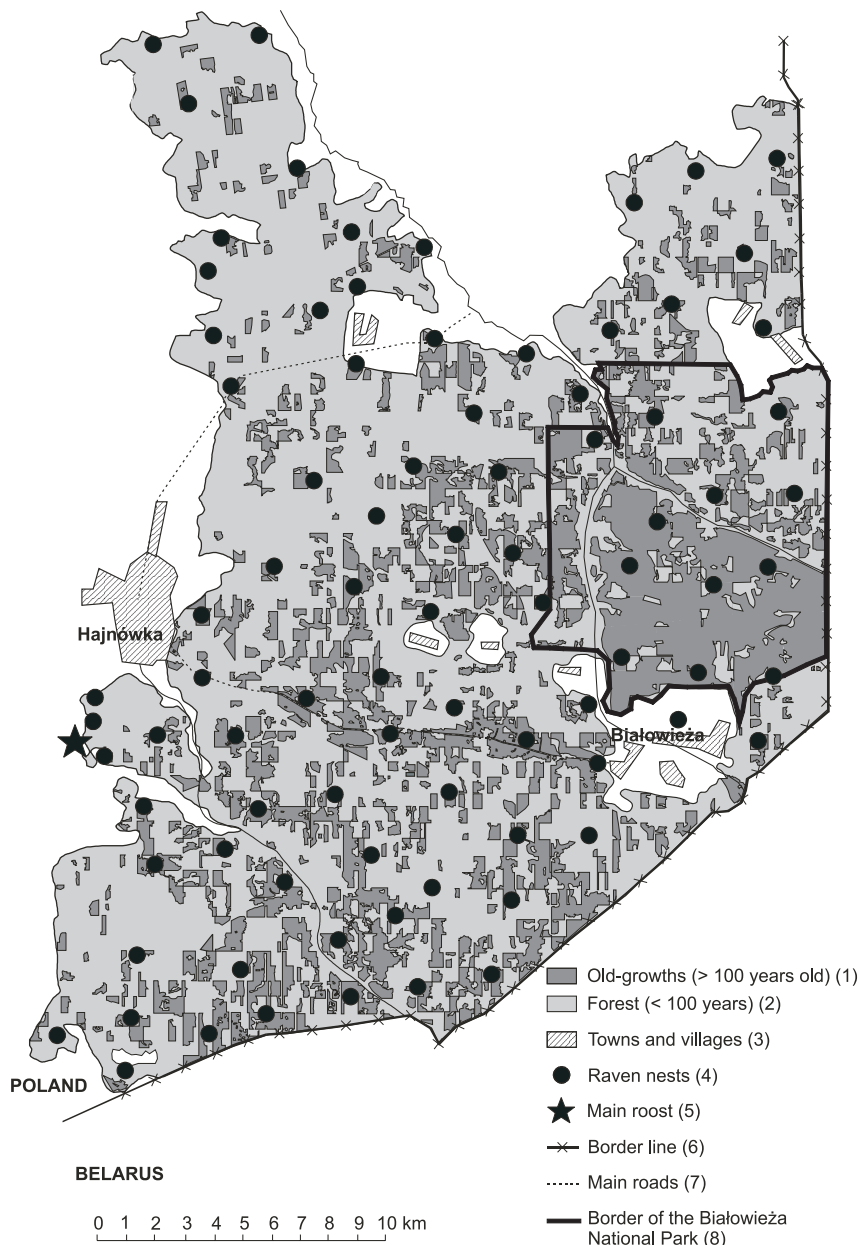 Hajnówka
Białowieża
Old-growths (> 100 years old) (1)
Forest (< 100 years) (2)
Towns and villages (3)
Raven nests (4)
POLAND
Main roost (5)
Border line (6)
BELARUS
Main roads (7)
Border of the Białowieża
National Park (8)
0 1 2 3 4 5 6 7 8 9 10 km